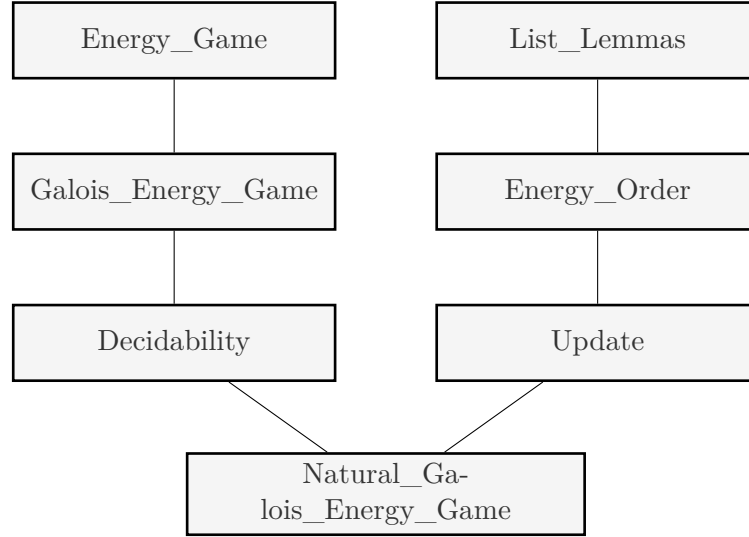 Energy_Game
List_Lemmas
Galois_Energy_Game
Energy_Order
Decidability
Update
Natural_Ga-
lois_Energy_Game